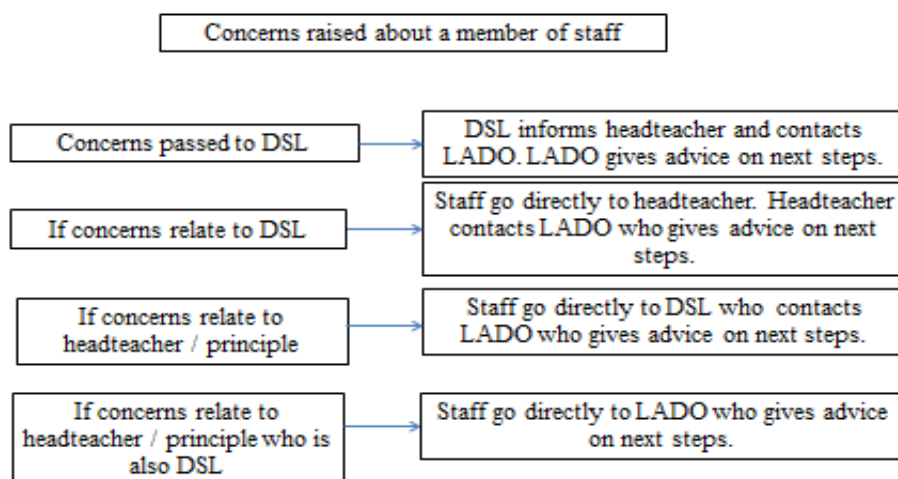 Concerns raised about a member of staff
Concerns passed to DSL
DSL informs headteacher and contacts
LADO. LADO gives advice on next steps.
If concerns relate to DSL
Staff go directly to headteacher. Headteacher
contacts LADO who gives advice on next
steps.
If concerns relate to
headteacher / principle
Staff go directly to DSL who contacts
LADO who gives advice on next steps.
If concerns relate to
headteacher / principle who is
also DSL
Staff go directly to LADO who gives advice
on next steps.